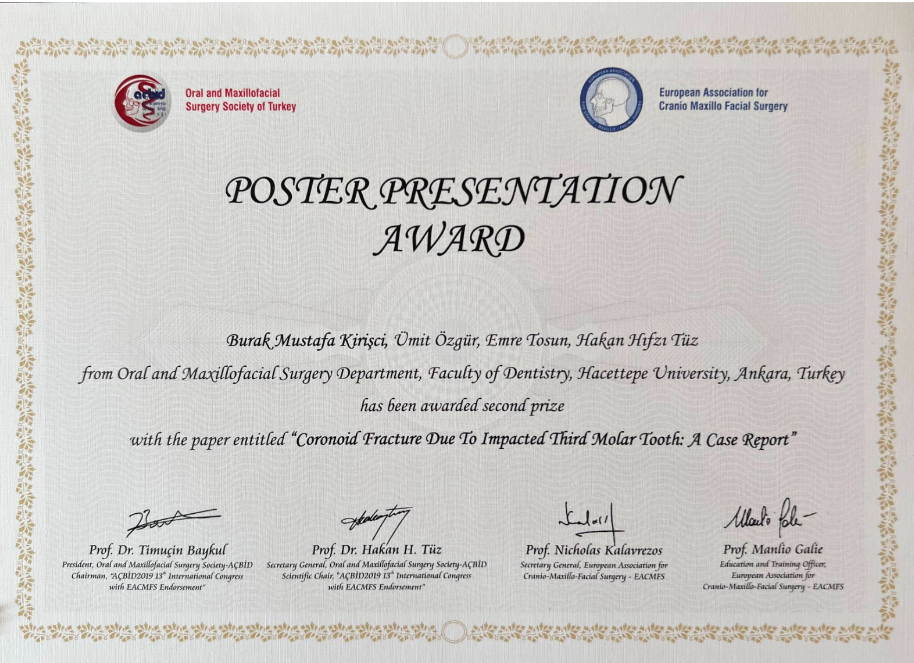 açbid
Oral and Maxillofacial
Surgery Society of Turkey
European Association for
Cranio Maxillo Facial Surgery
POSTER PRESENTATION
AWARD
Burak Mustafa Kirişci, Ümit Özgür, Emre Tosun, Hakan Hıfzı Tüz
from Oral and Maxillofacial Surgery Department, Faculty of Dentistry, Hacettepe University, Ankara, Turkey
has been awarded second prize
with the paper entitled “Coronoid Fracture Due To Impacted Third Molar Tooth: A Case Report”
Prof. Dr. Timuçin Baykul
President, Oral and Maxillofacial Surgery Society-AÇBİD
Chairman, "AÇBİD2019 13th International Congress
with EACMFS Endorsement"
Prof. Dr. Hakan H. Tüz
Secretary General, Oral and Maxillofacial Surgery Society-AÇBİD
Scientific Chair, "AÇBİD2019 13th International Congress
with EACMFS Endorsement"
Prof. Nicholas Kalavrezos
Secretary General, European Association for
Cranio-Maxillo-Facial Surgery - EACMFS
Prof. Manlio Galie
Education and Training Officer,
European Association for
Cranio-Maxillo-Facial Surgery - EACMFS